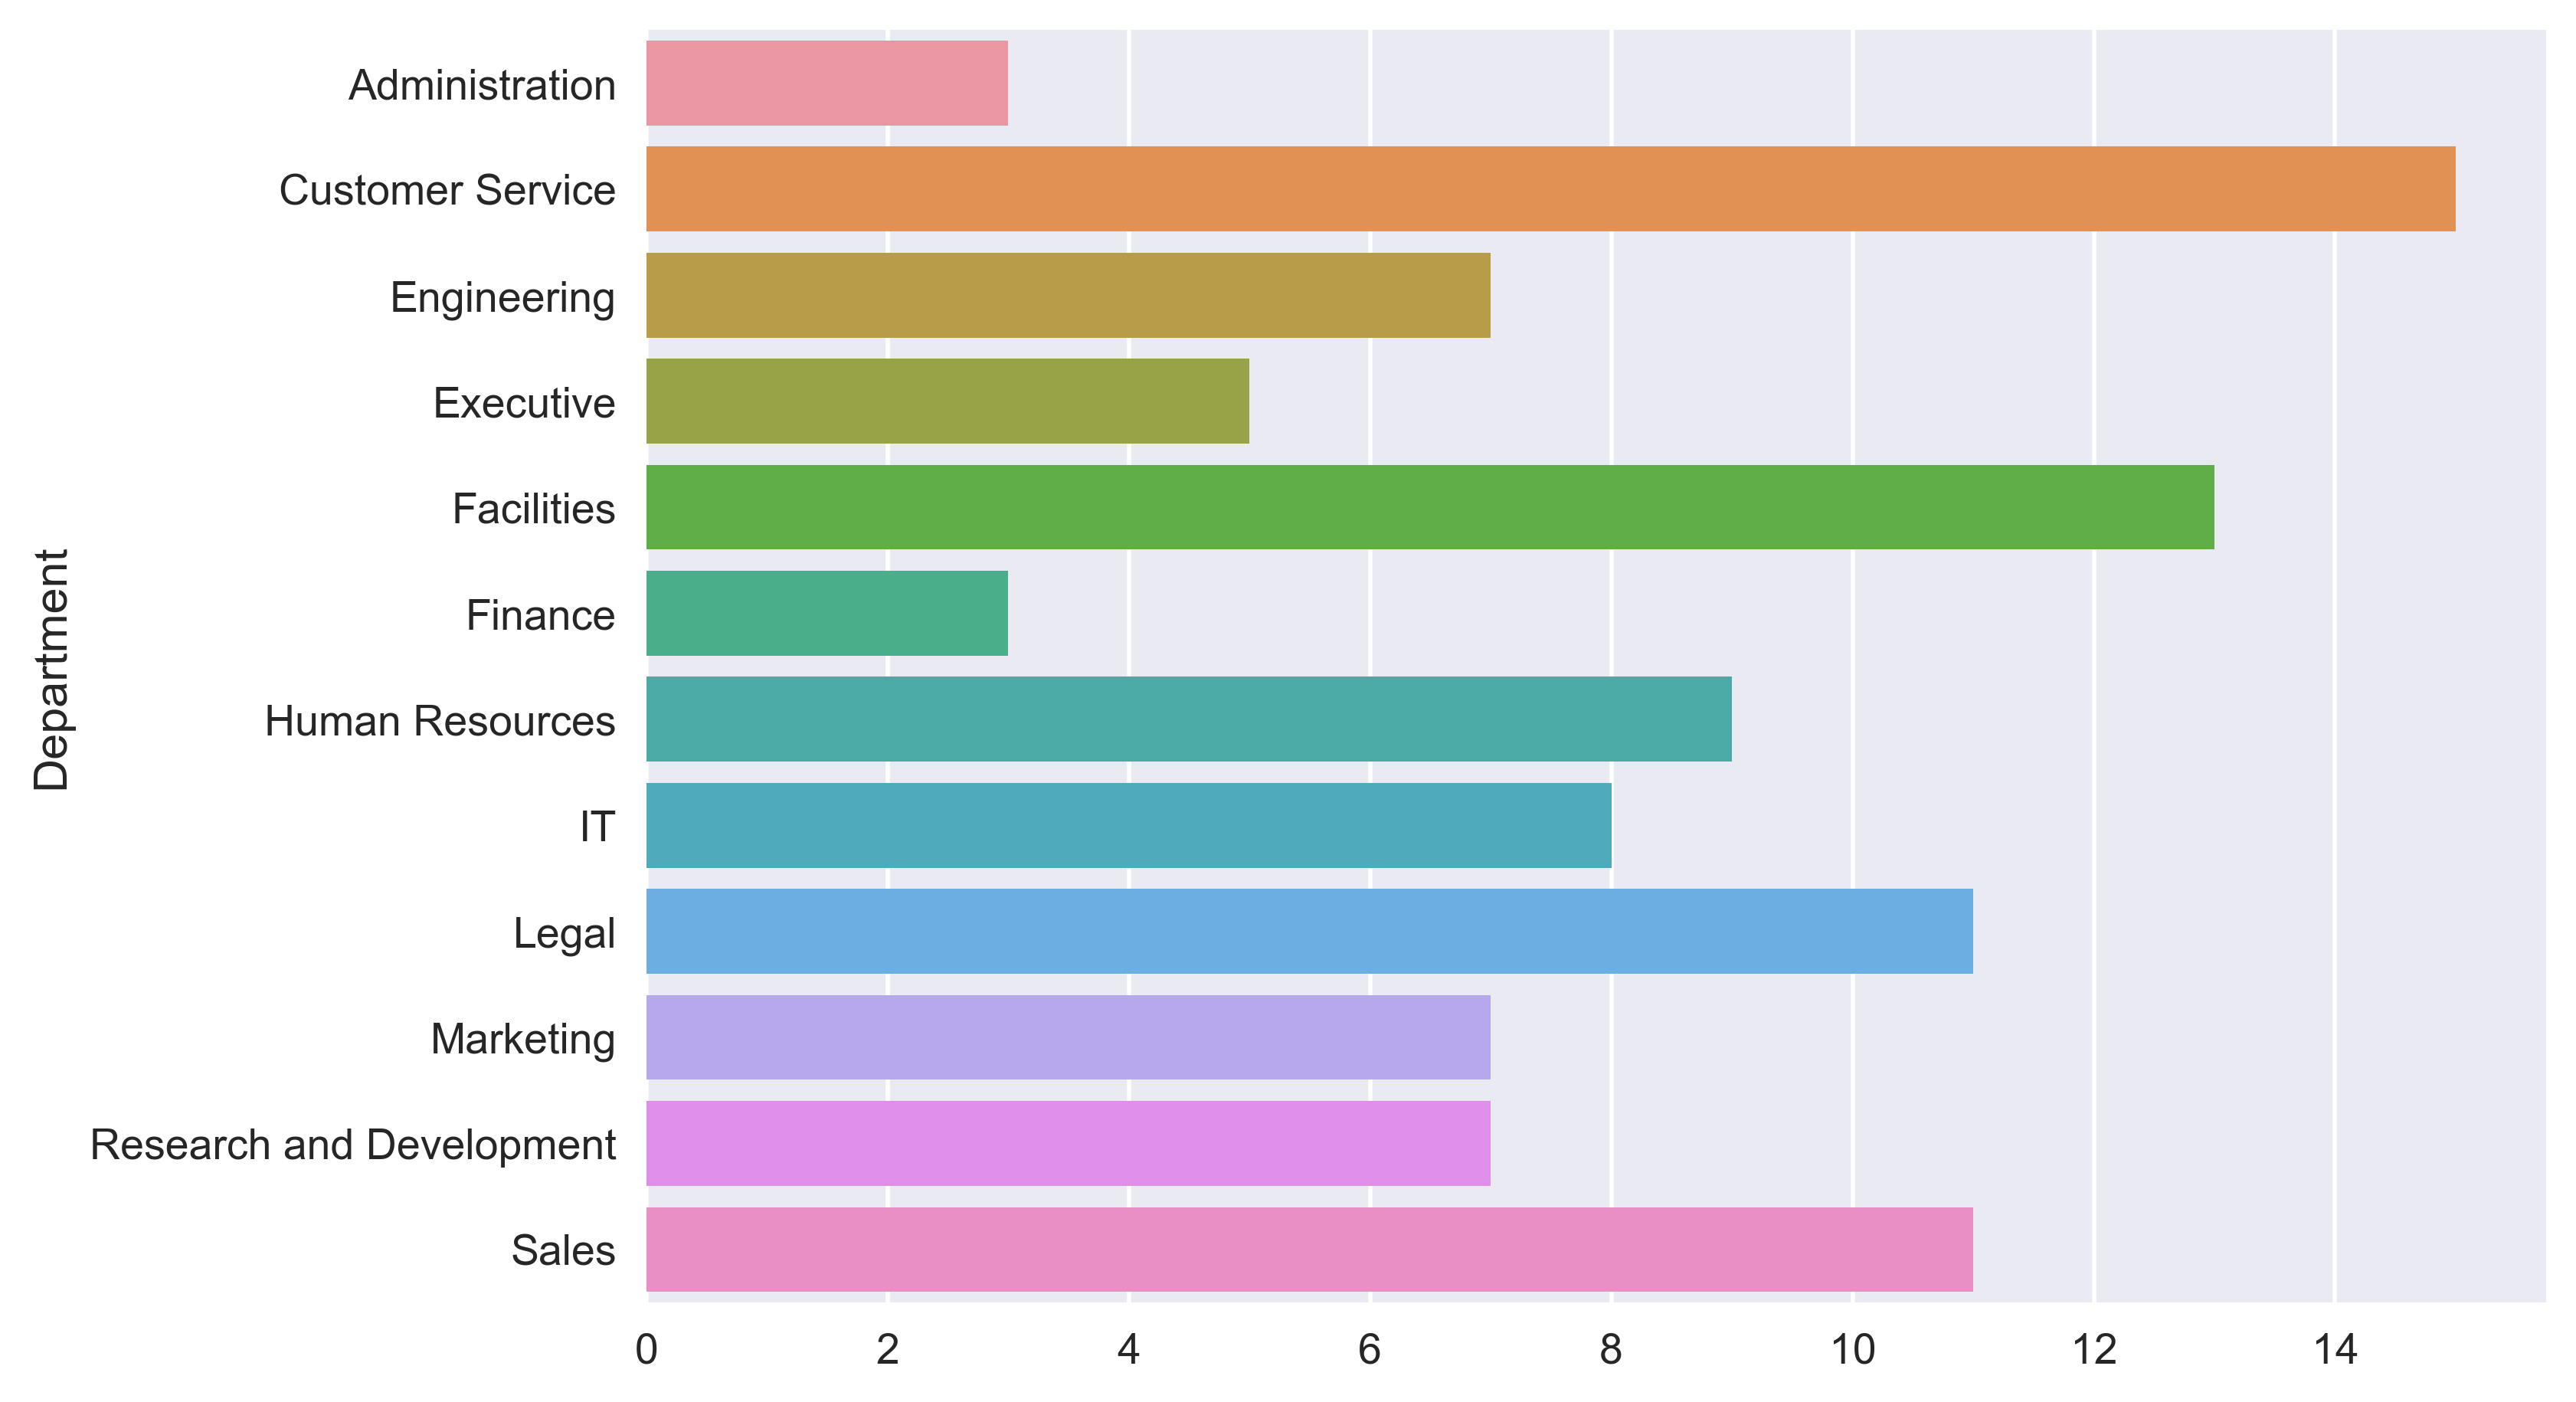 Department
Administration
Customer Service
Engineering
Executive
Facilities
Finance
Human Resources
IT
Legal
Marketing
Research and Development
Sales
0 2 4 6 8 10 12 14